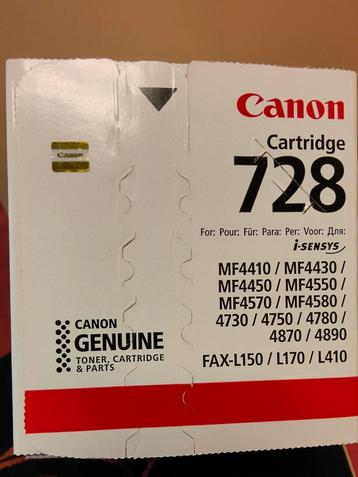 Canon
Canon
Cartridge
728
For: Pour: Für: Para: Per: Voor: Для:
i-SENSYS
MF4410 / MF4430 /
MF4450 / MF4550 /
MF4570 / MF4580 /
4730 / 4750 / 4780 /
4870 / 4890
FAX-L150 / L170 / L410
CANON
GENUINE
TONER, CARTRIDGE
& PARTS